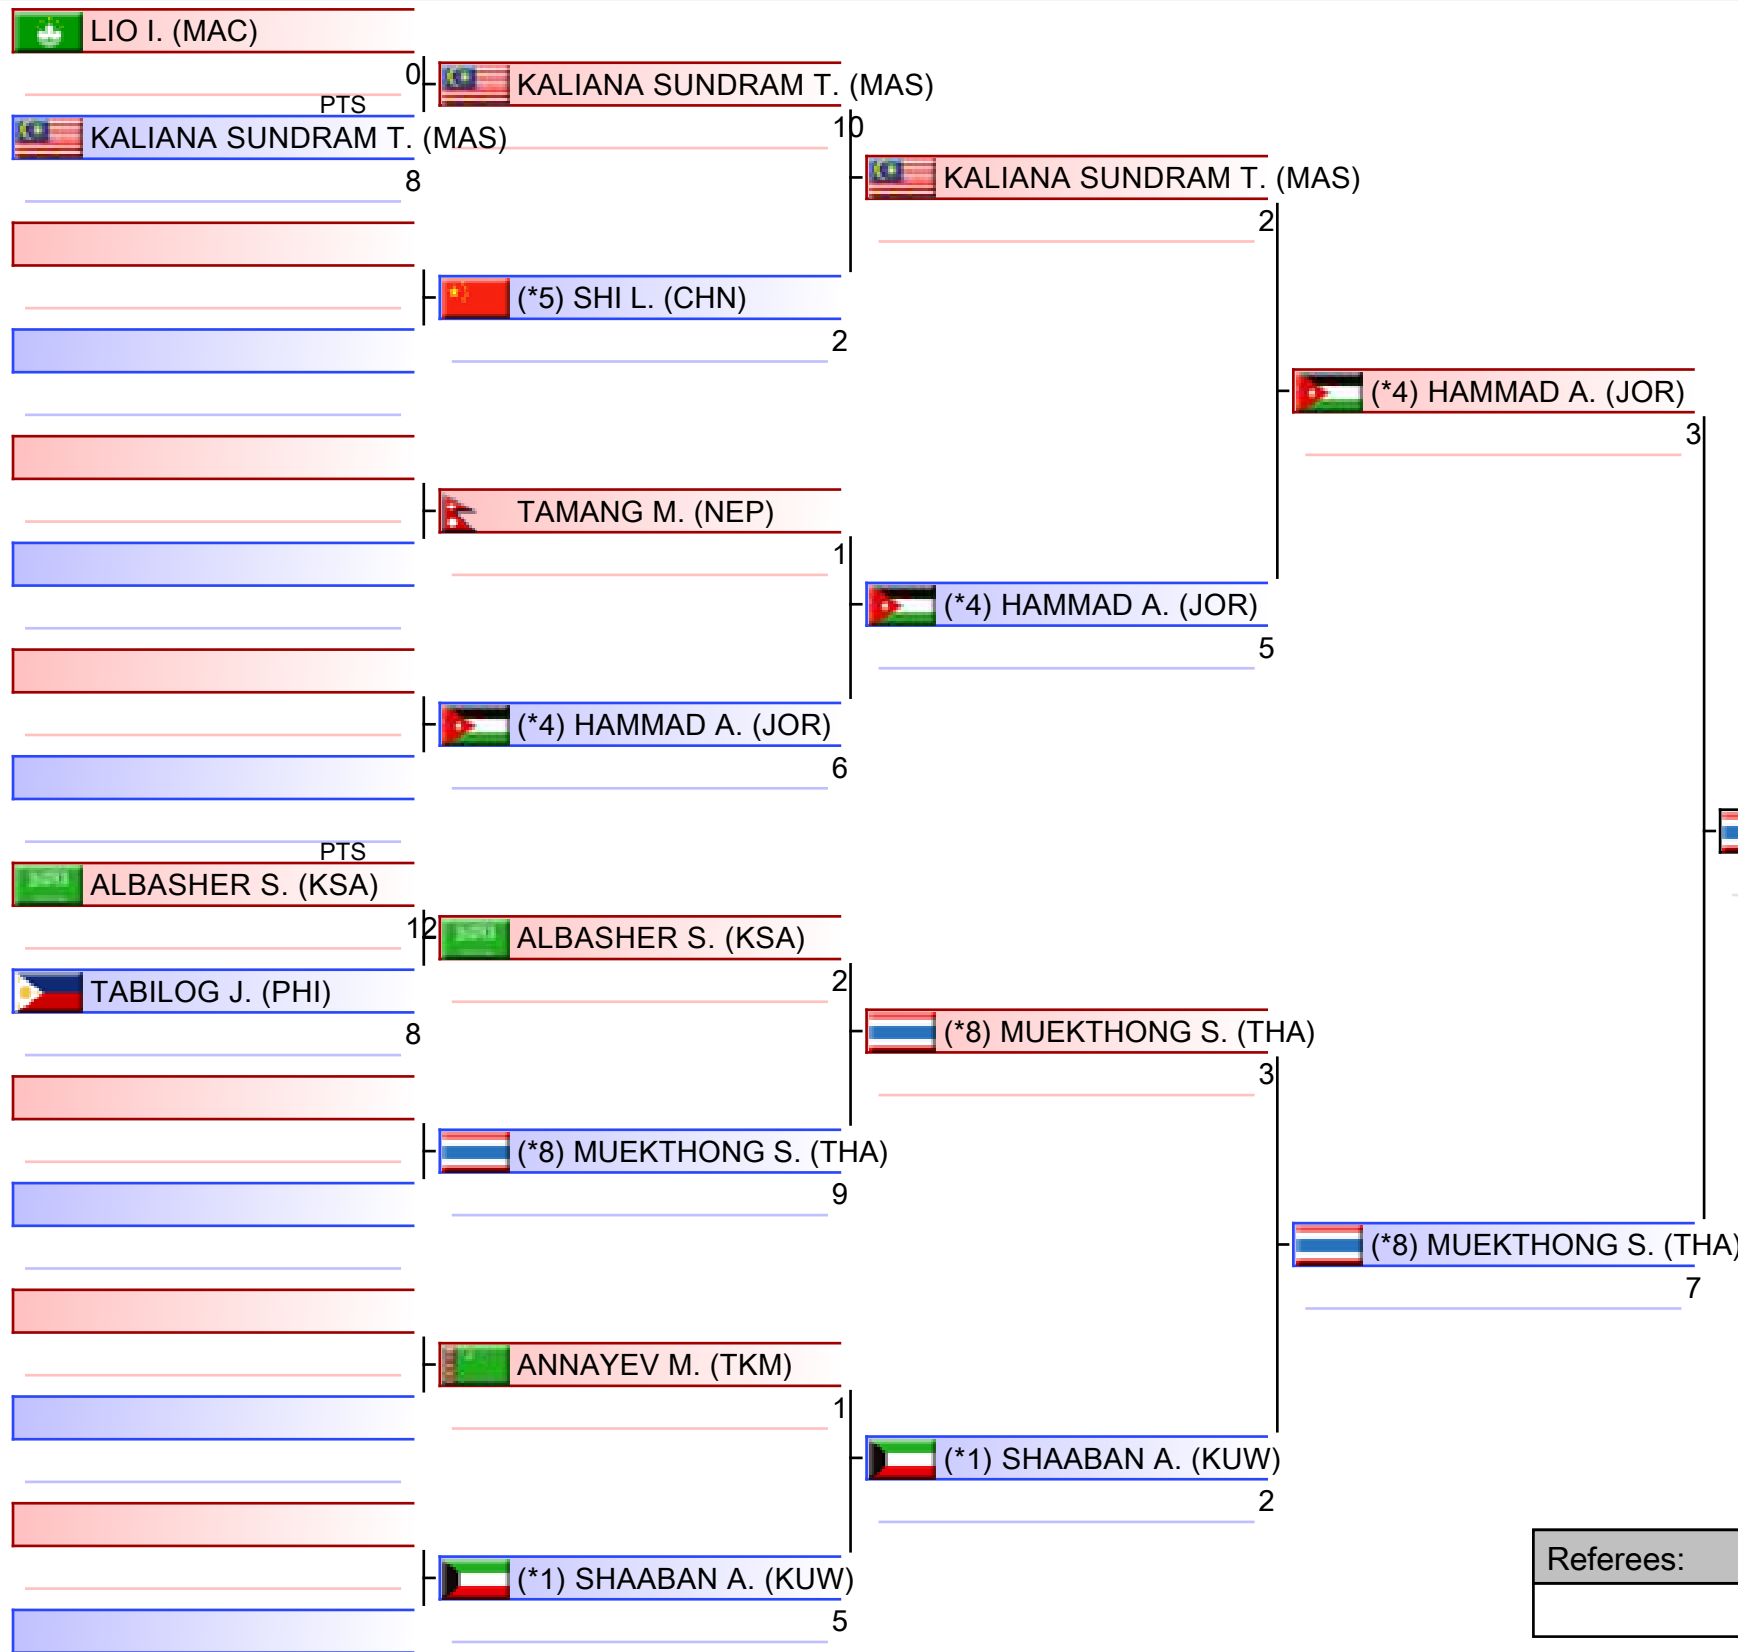 LIO I. (MAC)
0
PTS
KALIANA SUNDRAM T. (MAS)
8
KALIANA SUNDRAM T. (MAS)
10
KALIANA SUNDRAM T. (MAS)
2
(*5) SHI L. (CHN)
2
(*4) HAMMAD A. (JOR)
3
TAMANG M. (NEP)
1
(*4) HAMMAD A. (JOR)
5
(*4) HAMMAD A. (JOR)
6
PTS
ALBASHER S. (KSA)
12
ALBASHER S. (KSA)
2
TABILOG J. (PHI)
8
(*8) MUEKTHONG S. (THA)
3
(*8) MUEKTHONG S. (THA)
9
(*8) MUEKTHONG S. (THA)
7
ANNAYEV M. (TKM)
1
(*1) SHAABAN A. (KUW)
2
(*1) SHAABAN A. (KUW)
5
Referees: